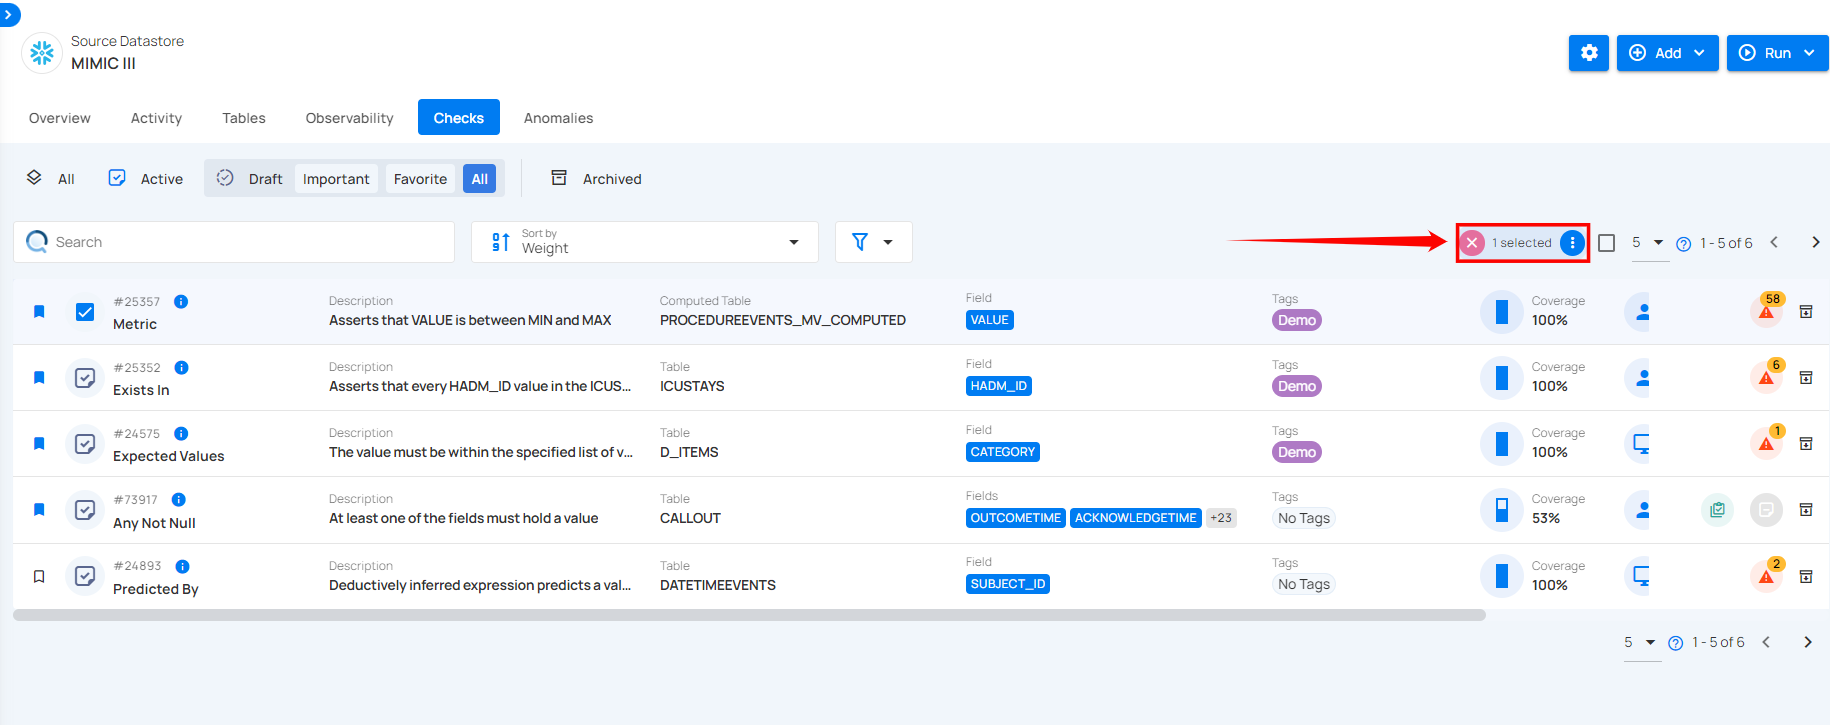 Source Datastore
MIMIC III
Add
Run
Overview
Activity
Tables
Observability
Checks
Anomalies
All
Active
Draft
Important
Favorite
All
Archived
Search
Sort by
Weight
1 selected
5
1 - 5 of 6
#25357
Metric
Description
Asserts that VALUE is between MIN and MAX
Computed Table
PROCEDUREEVENTS_MV_COMPUTED
Field
VALUE
Tags
Demo
Coverage
100%
58
#25352
Exists In
Description
Asserts that every HADM_ID value in the ICUS...
Table
ICUSTAYS
Field
HADM_ID
Tags
Demo
Coverage
100%
6
#24575
Expected Values
Description
The value must be within the specified list of v...
Table
D_ITEMS
Field
CATEGORY
Tags
Demo
Coverage
100%
1
#73917
Any Not Null
Description
At least one of the fields must hold a value
Table
CALLOUT
Fields
OUTCOMETIME ACKNOWLEDGETIME +23
Tags
No Tags
Coverage
53%
#24893
Predicted By
Description
Deductively inferred expression predicts a val...
Table
DATETIMEEVENTS
Field
SUBJECT_ID
Tags
No Tags
Coverage
100%
2
5
1 - 5 of 6